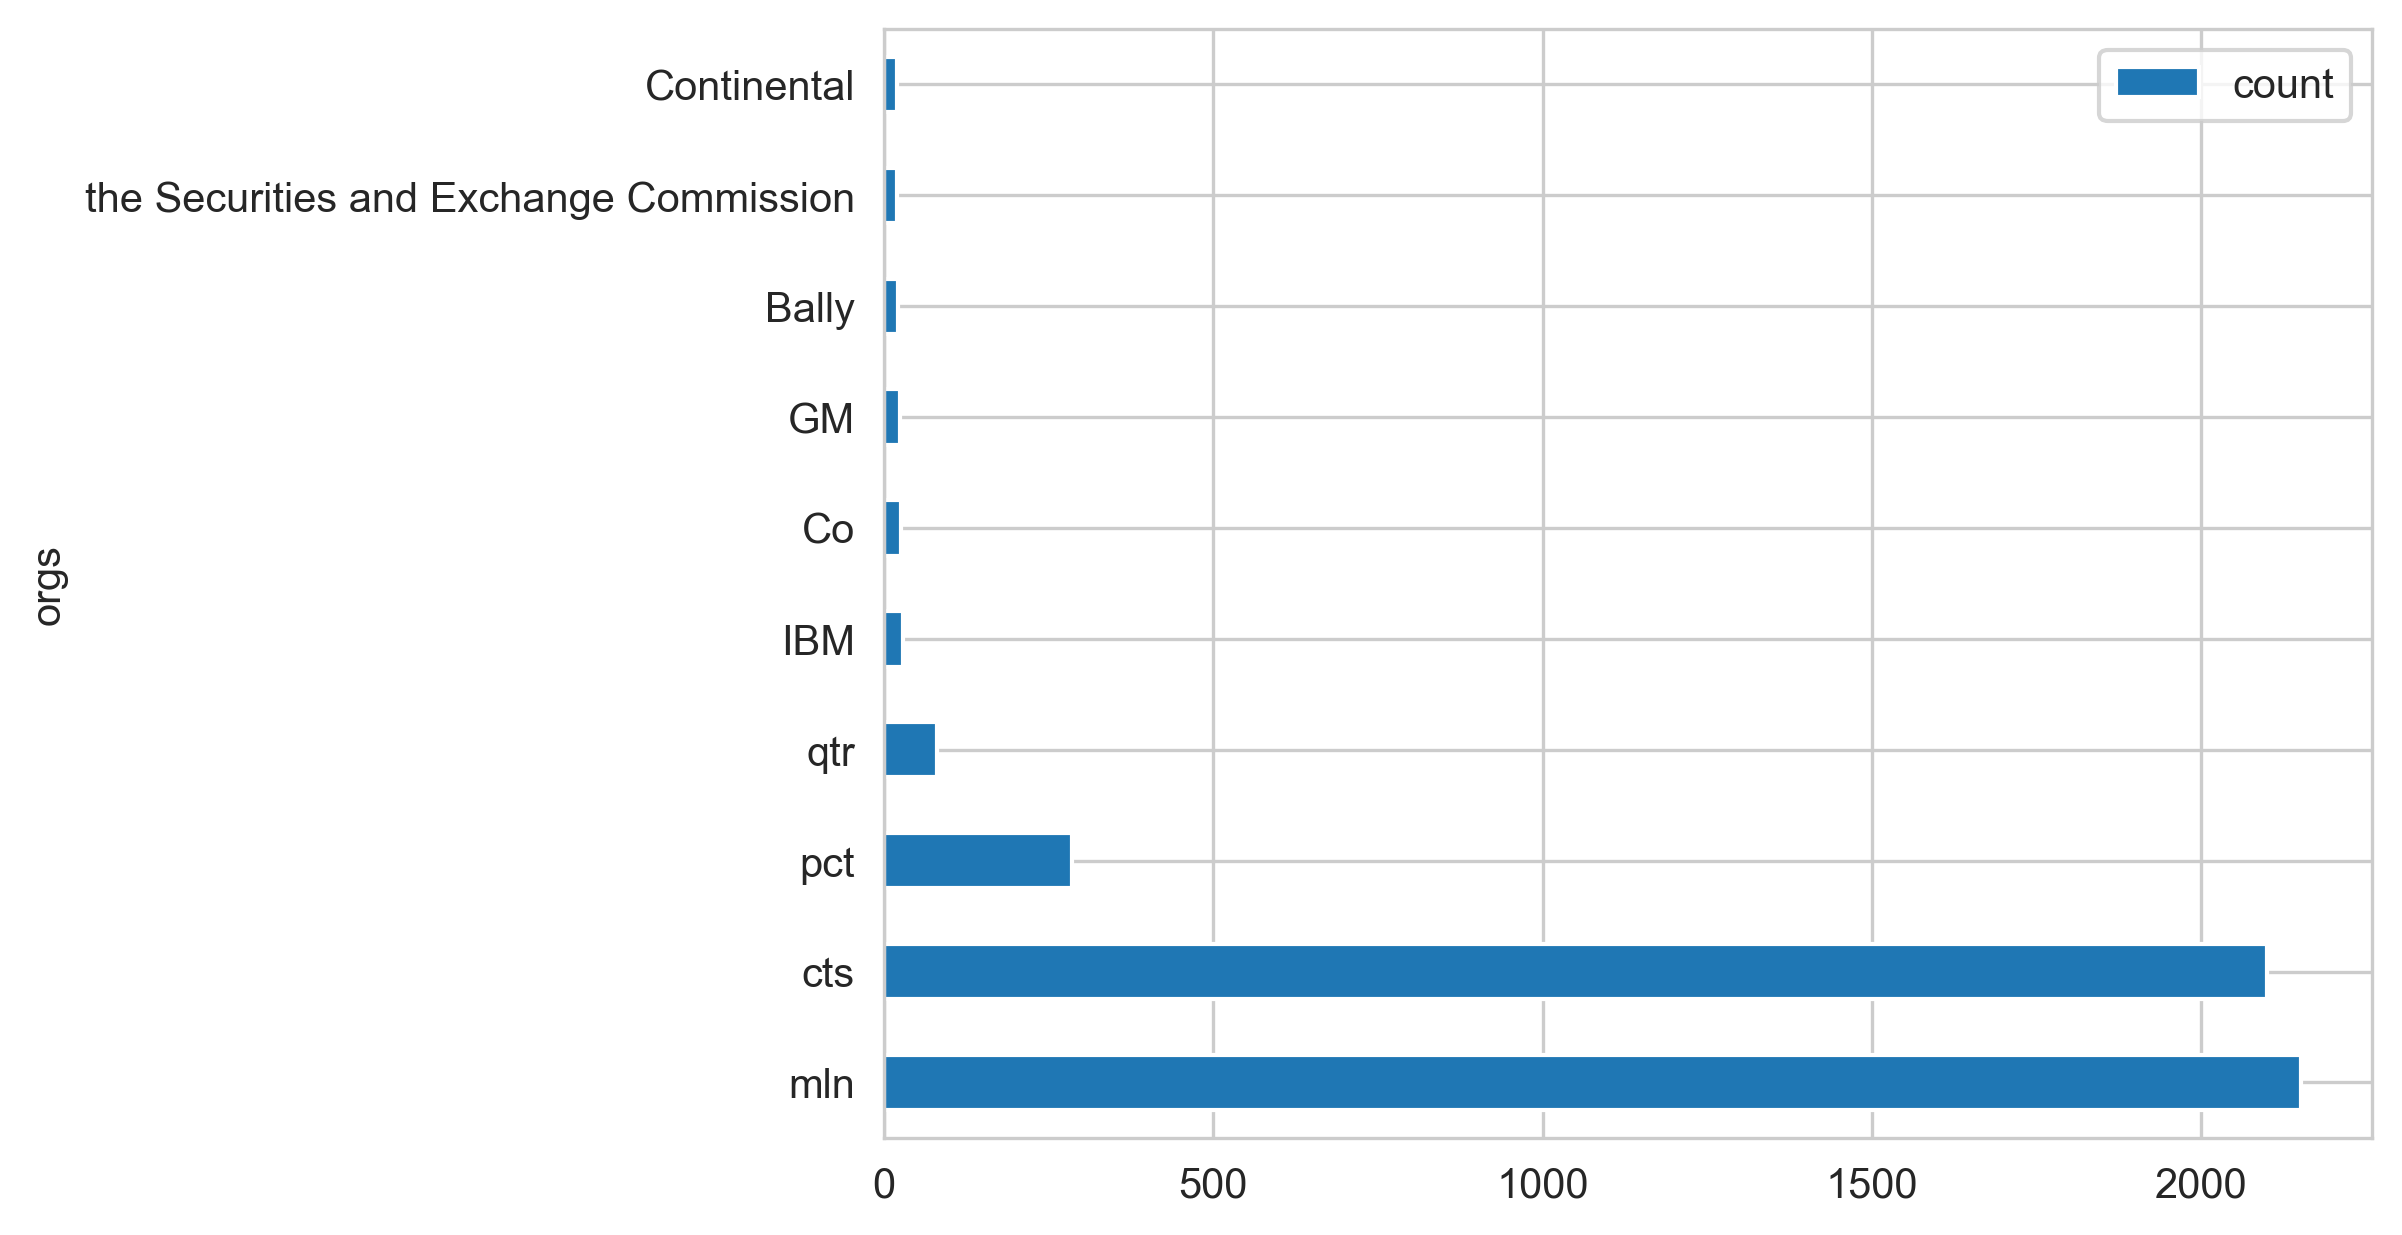 count
Continental
the Securities and Exchange Commission
Bally
GM
Co
IBM
qtr
pct
cts
mln
orgs
0 500 1000 1500 2000